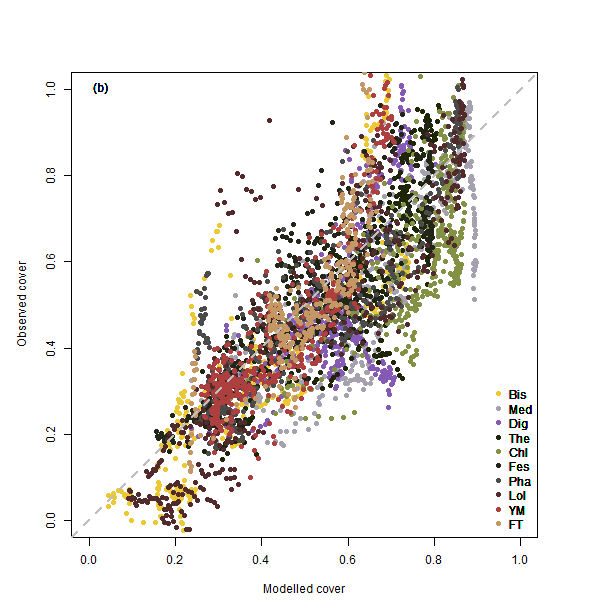 (b)
1.0
0.8
0.6
0.4
0.2
0.0
Observed cover
Bis
Med
Dig
The
Chl
Fes
Pha
Lol
YM
FT
0.0 0.2 0.4 0.6 0.8 1.0
Modelled cover